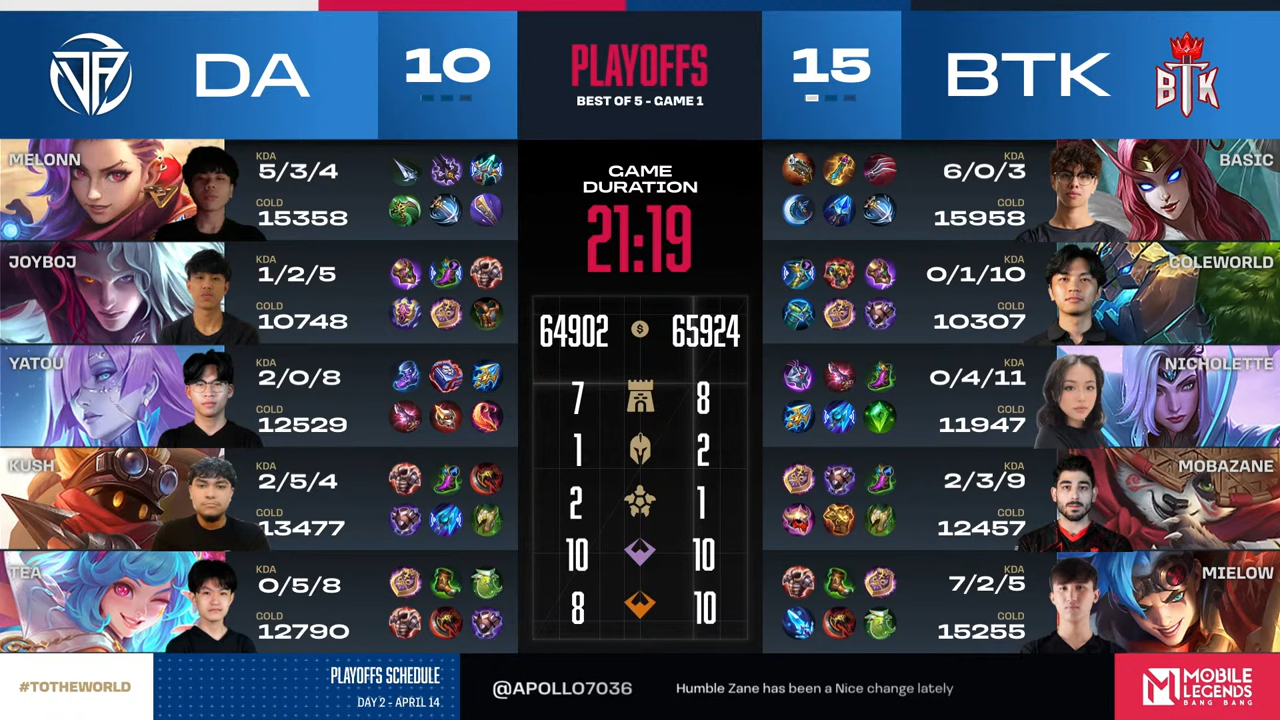 DA
10
PLAYOFFS
BEST OF 5 - GAME 1
15
BTK
BTK
MELONN
KDA
5/3/4
GOLD
15358
JOYBOJ
KDA
1/2/5
GOLD
10748
YATOU
KDA
2/0/8
GOLD
12529
KUSH
KDA
2/5/4
GOLD
13477
TEA
KDA
0/5/8
GOLD
12790
GAME
DURATION
21:19
64902 $ 65924
7 8
1 2
2 1
10 10
8 10
KDA
6/0/3
GOLD
15958
BASIC
KDA
0/1/10
GOLD
10307
COLEWORLD
KDA
0/4/11
GOLD
11947
NICHOLETTE
KDA
2/3/9
GOLD
12457
MOBAZANE
KDA
7/2/5
GOLD
15255
MIELOW
#TOTHEWORLD
PLAYOFFS SCHEDULE
DAY 2 - APRIL 14
@APOLLO7036
Humble Zane has been a Nice change lately
MOBILE
LEGENDS
BANG BANG